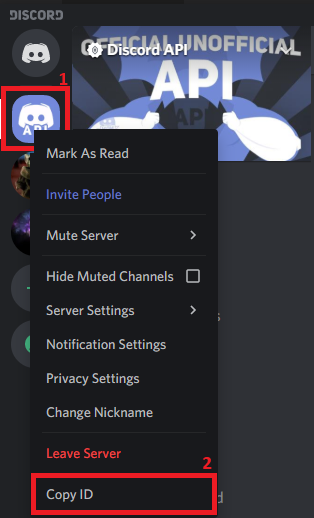 DISCORD
OFFICIAL UNOFFICIAL
API
Discord API
1
API
Mark As Read
Invite People
Mute Server
Hide Muted Channels
Server Settings
Notification Settings
Privacy Settings
Change Nickname
Leave Server
2
Copy ID